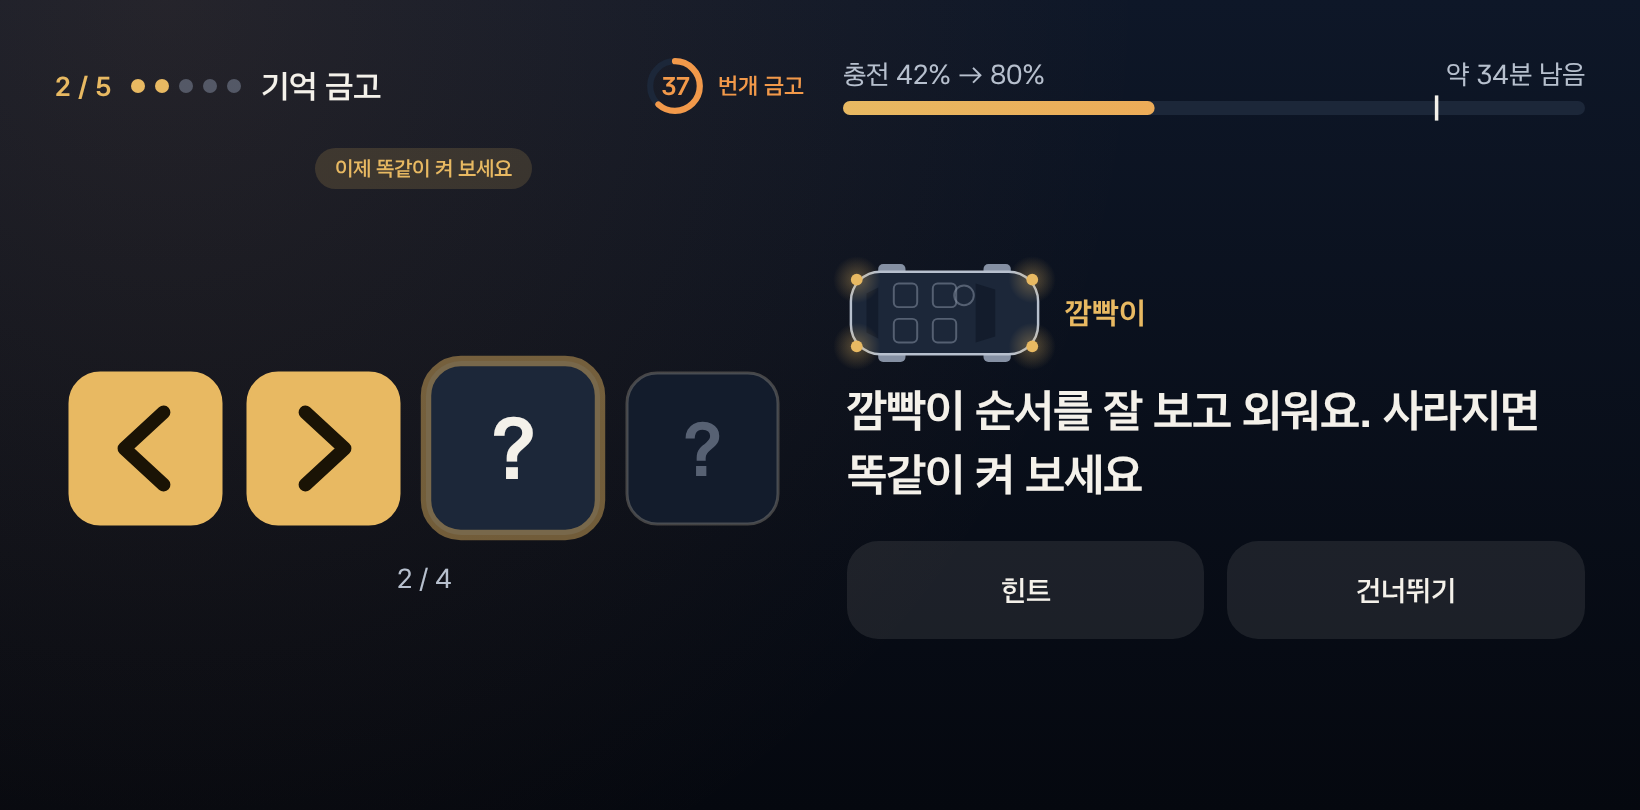 2 / 5 기억 금고
37 번개 금고
이제 똑같이 켜 보세요
? ?
2 / 4
충전 42% → 80%
약 34분 남음
깜빡이
깜빡이 순서를 잘 보고 외워요. 사라지면
똑같이 켜 보세요
힌트
건너뛰기